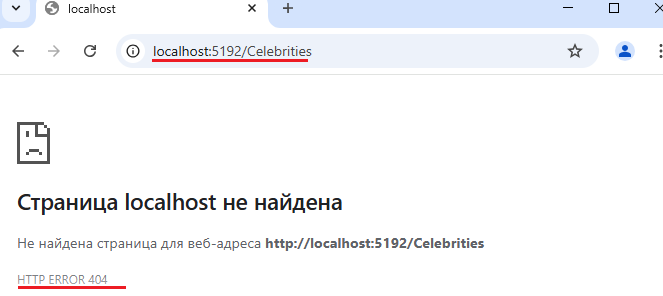 localhost
localhost:5192/Celebrities
Страница localhost не найдена
Не найдена страница для веб-адреса http://localhost:5192/Celebrities
HTTP ERROR 404